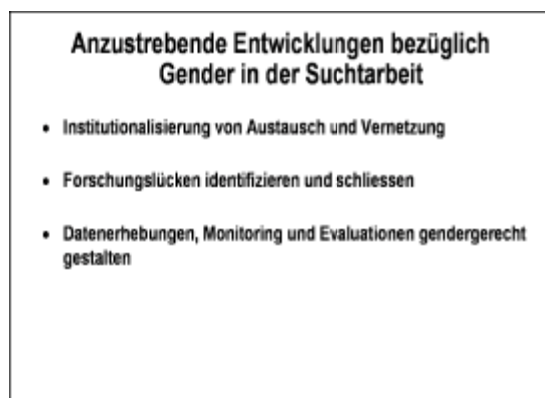 Anzustrebende Entwicklungen bezüglich
Gender in der Suchtarbeit
• Institutionalisierung von Austausch und Vernetzung
• Forschungslücken identifizieren und schliessen
• Datenerhebungen, Monitoring und Evaluationen gendergerecht
gestalten